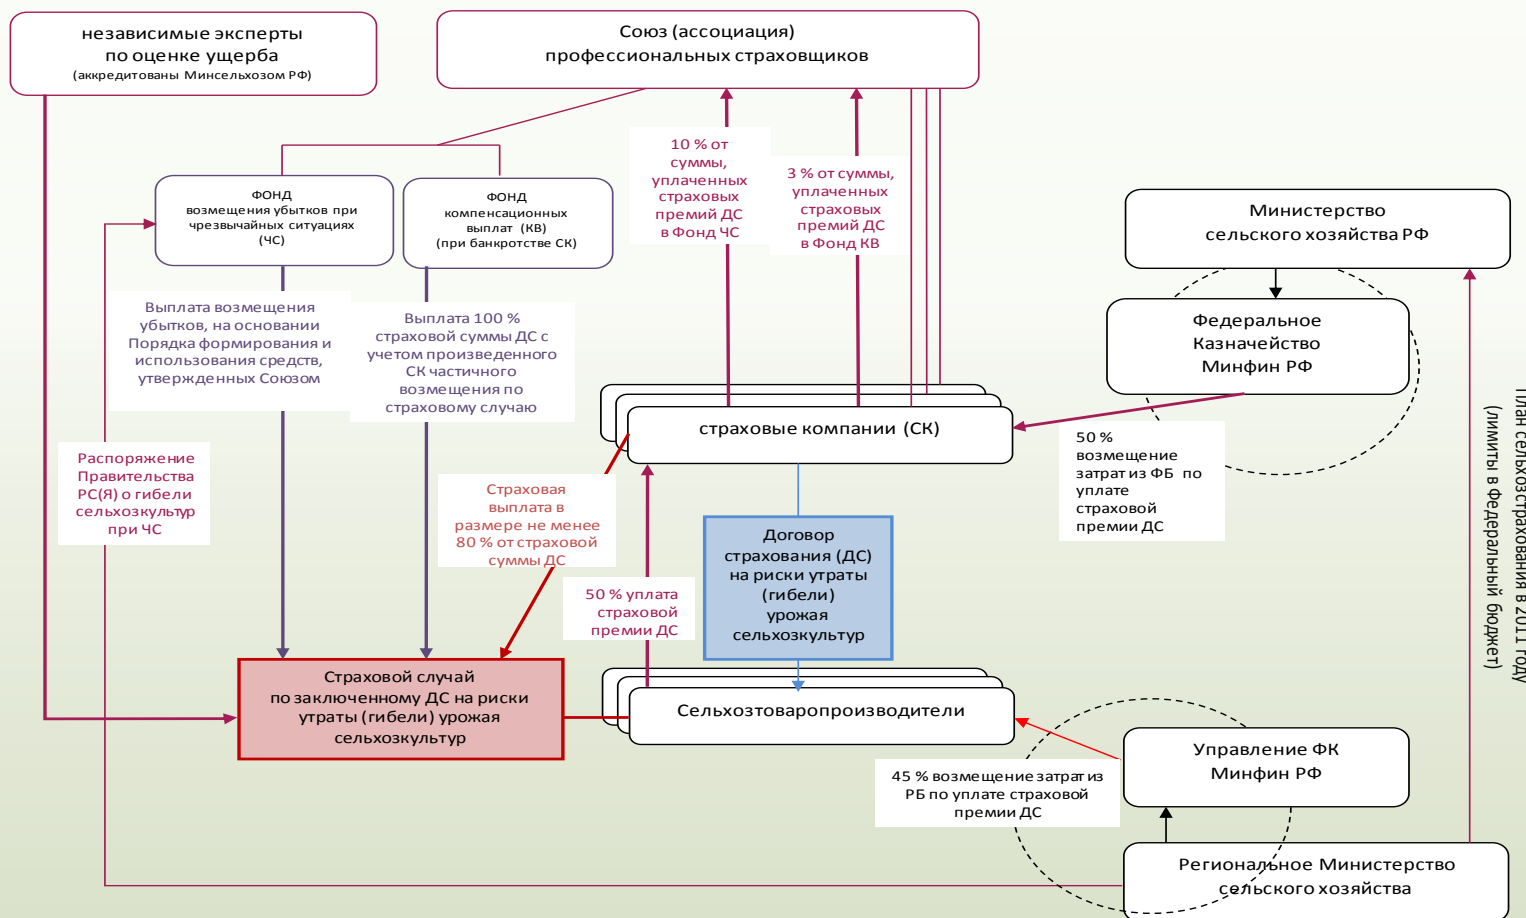 независимые эксперты
по оценке ущерба
(аккредитованы Минсельхозом РФ)
Союз (ассоциация)
профессиональных страховщиков
10 % от
суммы,
уплаченных
страховых
премий ДС
в Фонд ЧС
3 % от суммы,
уплаченных
страховых
премий ДС
в Фонд КВ
ФОНД
возмещения убытков при
чрезвычайных ситуациях
(ЧС)
ФОНД
компенсационных
выплат (КВ)
(при банкротстве СК)
Министерство
сельского хозяйства РФ
Выплата возмещения
убытков, на основании
Порядка формирования и
использования средств,
утвержденных Союзом
Выплата 100 %
страховой суммы ДС с
учетом произведенного
СК частичного
возмещения по
страховому случаю
Федеральное
Казначейство
Минфин РФ
План сельхозстрахования в 2011 году
(лимиты в Федеральный бюджет)
страховые компании (СК)
50 %
возмещение
затрат из ФБ по
уплате
страховой
премии ДС
Распоряжение
Правительства
РС(Я) о гибели
сельхозкультур
при ЧС
Страховая
выплата в
размере не менее
80 % от страховой
суммы ДС
Договор
страхования (ДС)
на риски утраты
(гибели)
урожая
сельхозкультур
50 % уплата
страховой
премии ДС
Страховой случай
по заключенному ДС на риски
утраты (гибели) урожая
сельхозкультур
Сельхозтоваропроизводители
Управление ФК
Минфин РФ
45 % возмещение затрат из
РБ по уплате страховой
премии ДС
Региональное Министерство
сельского хозяйства